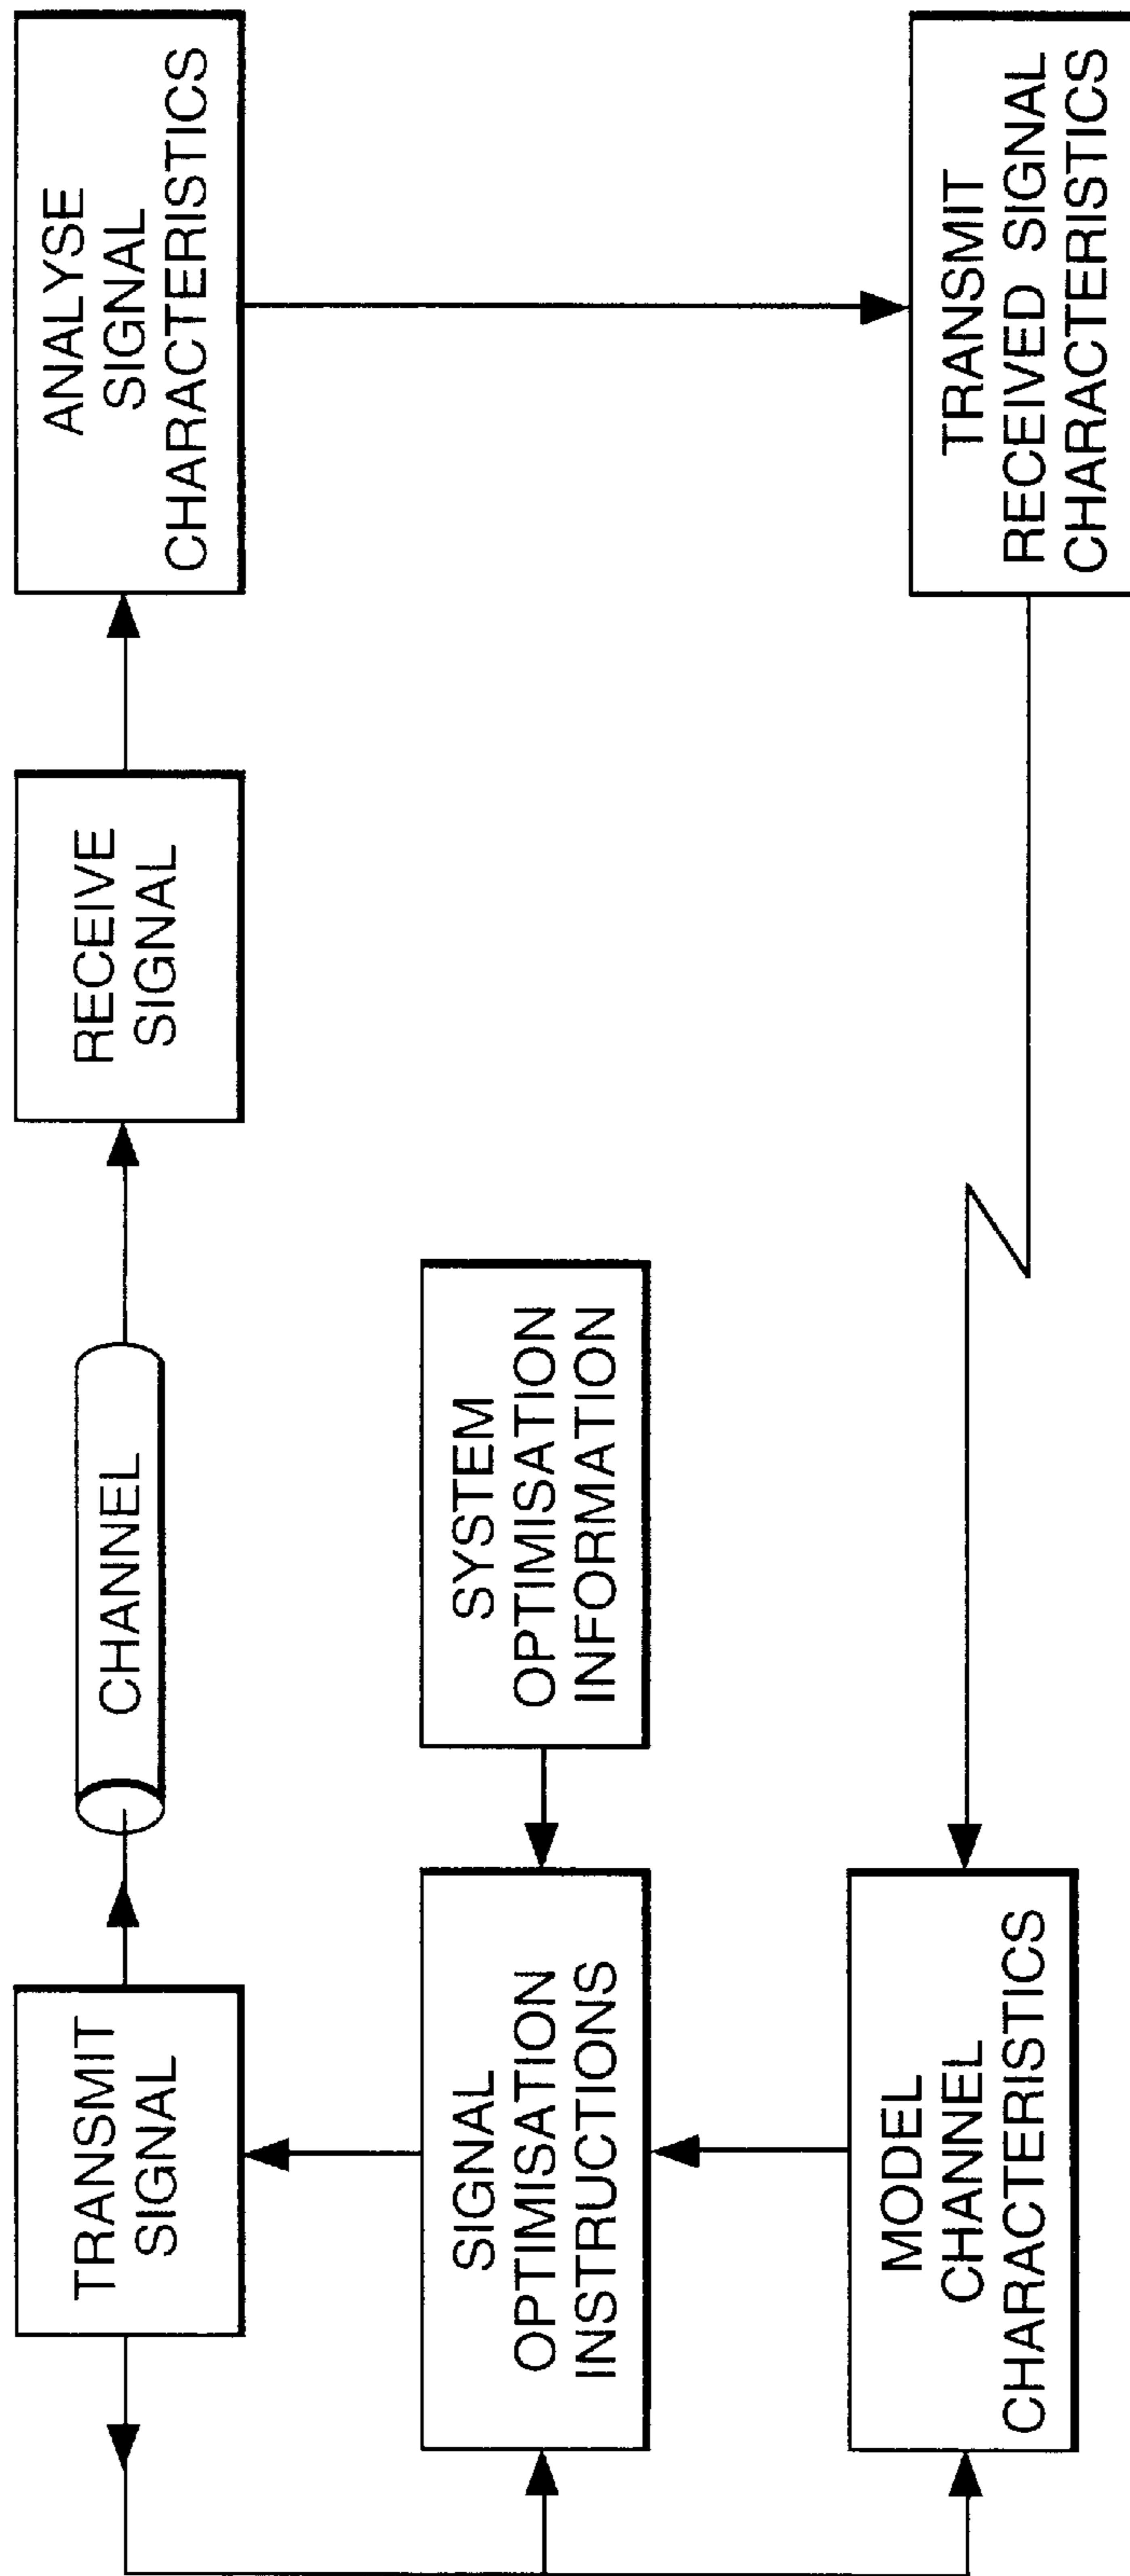 TRANSMIT
SIGNAL
CHANNEL
RECEIVE
SIGNAL
ANALYSE
SIGNAL
CHARACTERISTICS
SIGNAL
OPTIMISATION
INSTRUCTIONS
SYSTEM
OPTIMISATION
INFORMATION
MODEL
CHANNEL
CHARACTERISTICS
TRANSMIT
RECEIVED SIGNAL
CHARACTERISTICS